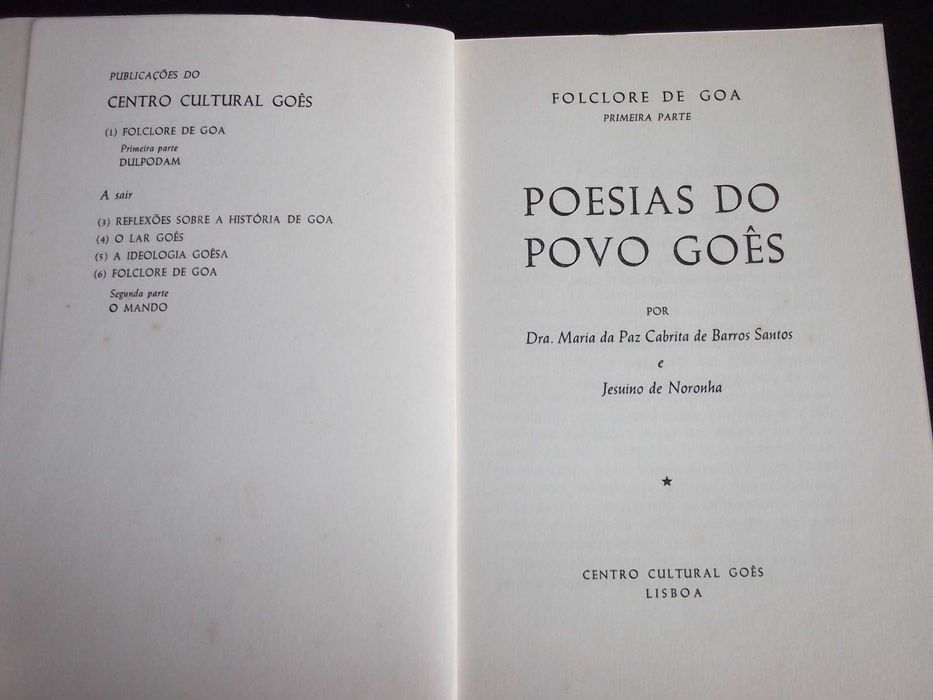 PUBLICAÇÕES DO
CENTRO CULTURAL GOÊS
(1) FOLCLORE DE GOA
Primeira parte
DULPODAM
A sair
(3) REFLEXÕES SOBRE A HISTÓRIA DE GOA
(4) O LAR GOÊS
(5) A IDEOLOGIA GOÊSA
(6) FOLCLORE DE GOA
Segunda parte
O MANDO
FOLCLORE DE GOA
PRIMEIRA PARTE
POESIAS DO
POVO GOÊS
POR
Dra. Maria da Paz Cabrita de Barros Santos
e
Jesuino de Noronha
CENTRO CULTURAL GOÊS
LISBOA